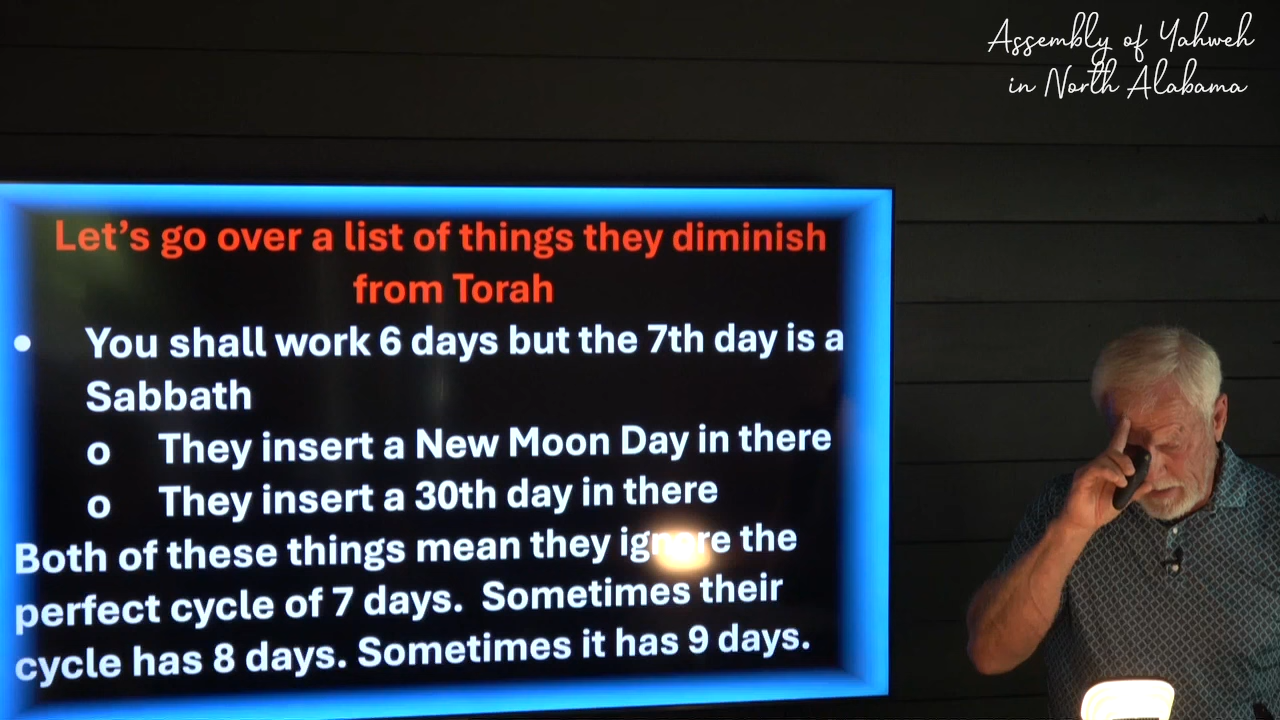 Assembly of Yahweh
in North Alabama
Let's go over a list of things they diminish
from Torah
• You shall work 6 days but the 7th day is a
Sabbath
o They insert a New Moon Day in there
o They insert a 30th day in there
Both of these things mean they ignore the
perfect cycle of 7 days. Sometimes their
cycle has 8 days. Sometimes it has 9 days.